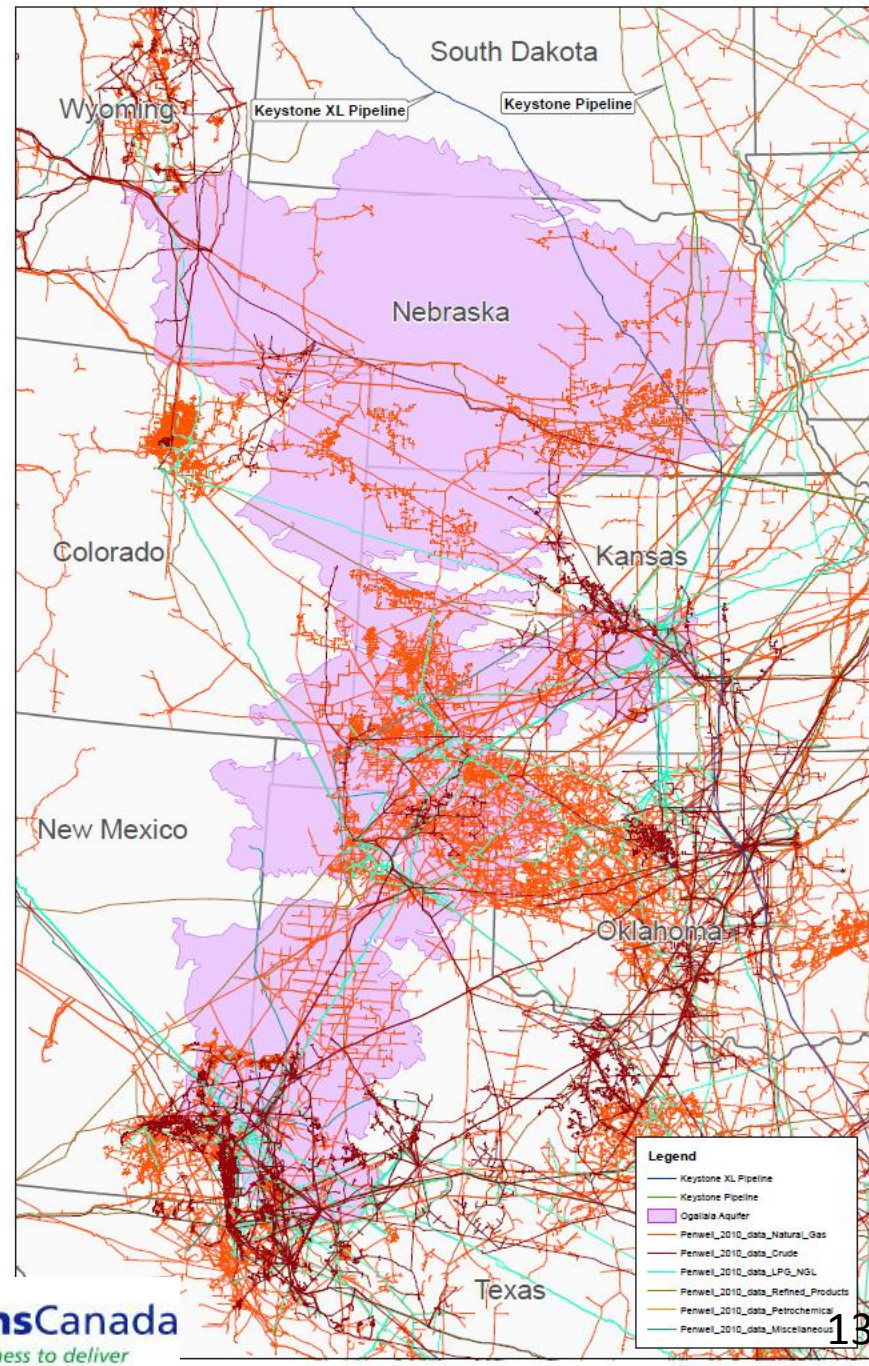 South Dakota
Wyoming
Keystone XL Pipeline
Keystone Pipeline
Nebraska
Colorado
Kansas
New Mexico
Oklahoma
Legend
Keystone XL Pipeline
Keystone Pipeline
Ogallala Aquifer
Penwell_2010_data_Natural_Gas
Penwell_2010_data_Crude
Penwell_2010_data_LPG_NGL
Penwell_2010_data_Refined_Products
Penwell_2010_data_Petrochemical
Penwell_2010_data_Miscellaneous
Texas
13
nsCanada
ness to deliver